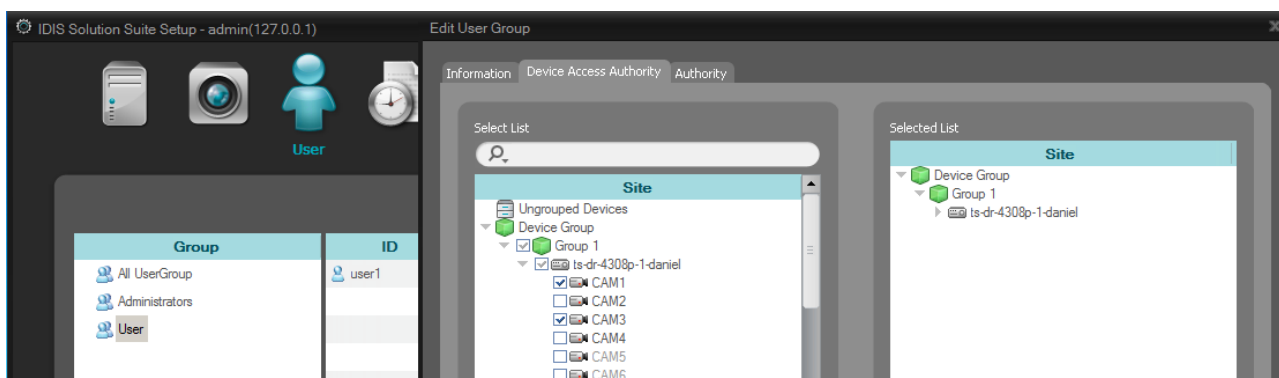 IDIS Solution Suite Setup - admin(127.0.0.1)
User
Group
ID
All UserGroup
user1
Administrators
User
Edit User Group
Information
Device Access Authority
Authority
Select List
Site
Ungrouped Devices
Device Group
Group 1
ts-dr-4308p-1-daniel
CAM1
CAM2
CAM3
CAM4
CAM5
CAM6
Selected List
Site
Device Group
Group 1
ts-dr-4308p-1-daniel